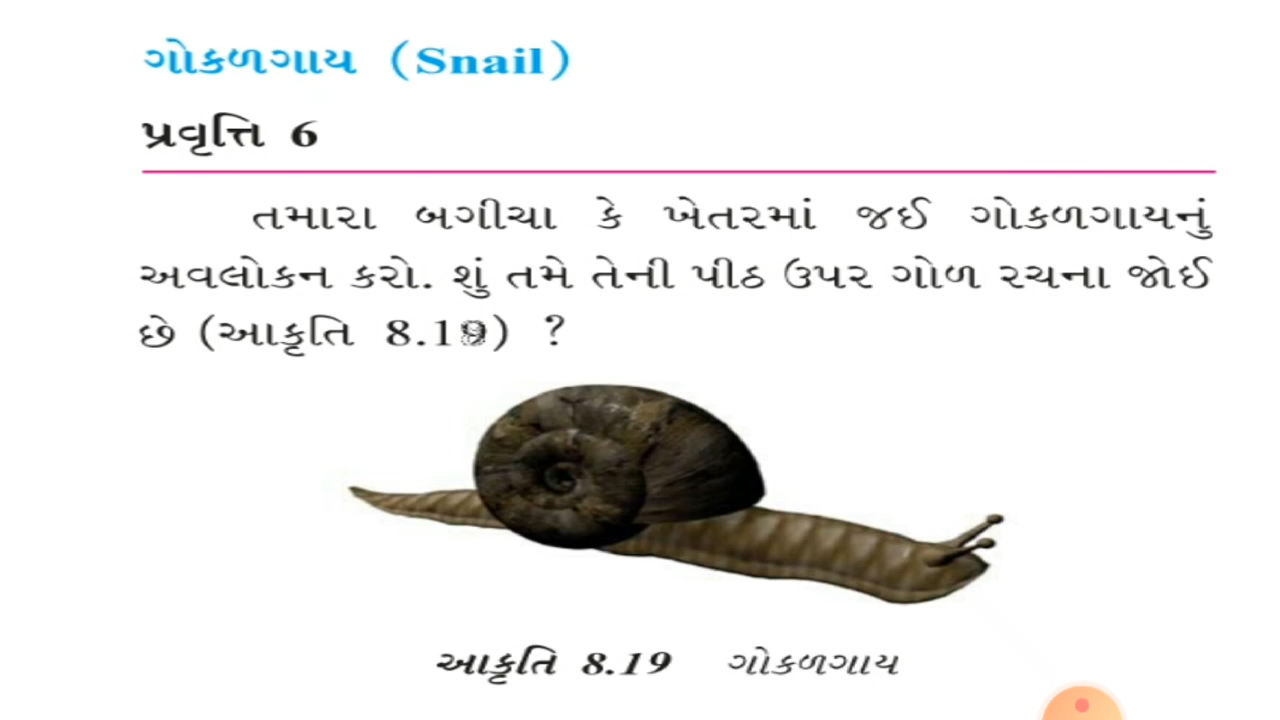 ગોકળગાય (Snail)
પ્રવૃત્તિ 6
તમારા બગીચા કે ખેતરમાં જઈ ગોકળગાયનું
અવલોકન કરો. શું તમે તેની પીઠ ઉપર ગોળ રચના જોઈ
છે (આકૃતિ 8.19) ?
આકૃતિ 8.19 ગોકળગાય